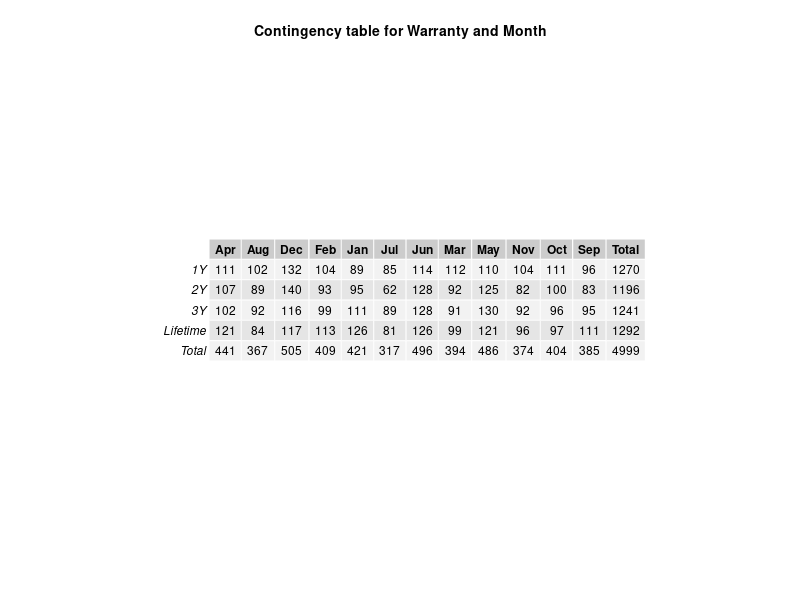 Contingency table for Warranty and Month
Apr Aug Dec Feb Jan Jul Jun Mar May Nov Oct Sep Total
1Y 111 102 132 104 89 85 114 112 110 104 111 96 1270
2Y 107 89 140 93 95 62 128 92 125 82 100 83 1196
3Y 102 92 116 99 111 89 128 91 130 92 96 95 1241
Lifetime 121 84 117 113 126 81 126 99 121 96 97 111 1292
Total 441 367 505 409 421 317 496 394 486 374 404 385 4999